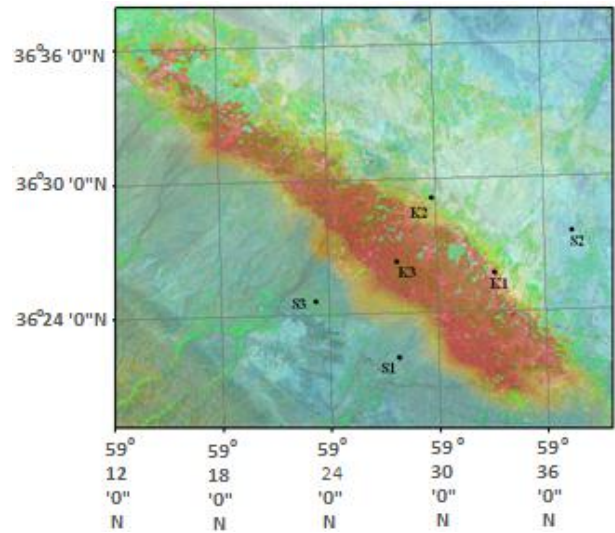 36° 36 '0"N
36° 30 '0"N
K2
S2
K3
K1
S3
36° 24 '0"N
S1
59° 59° 59° 59° 59°
12 18 24 30 36
'0" '0" '0" '0" '0"
N N N N N